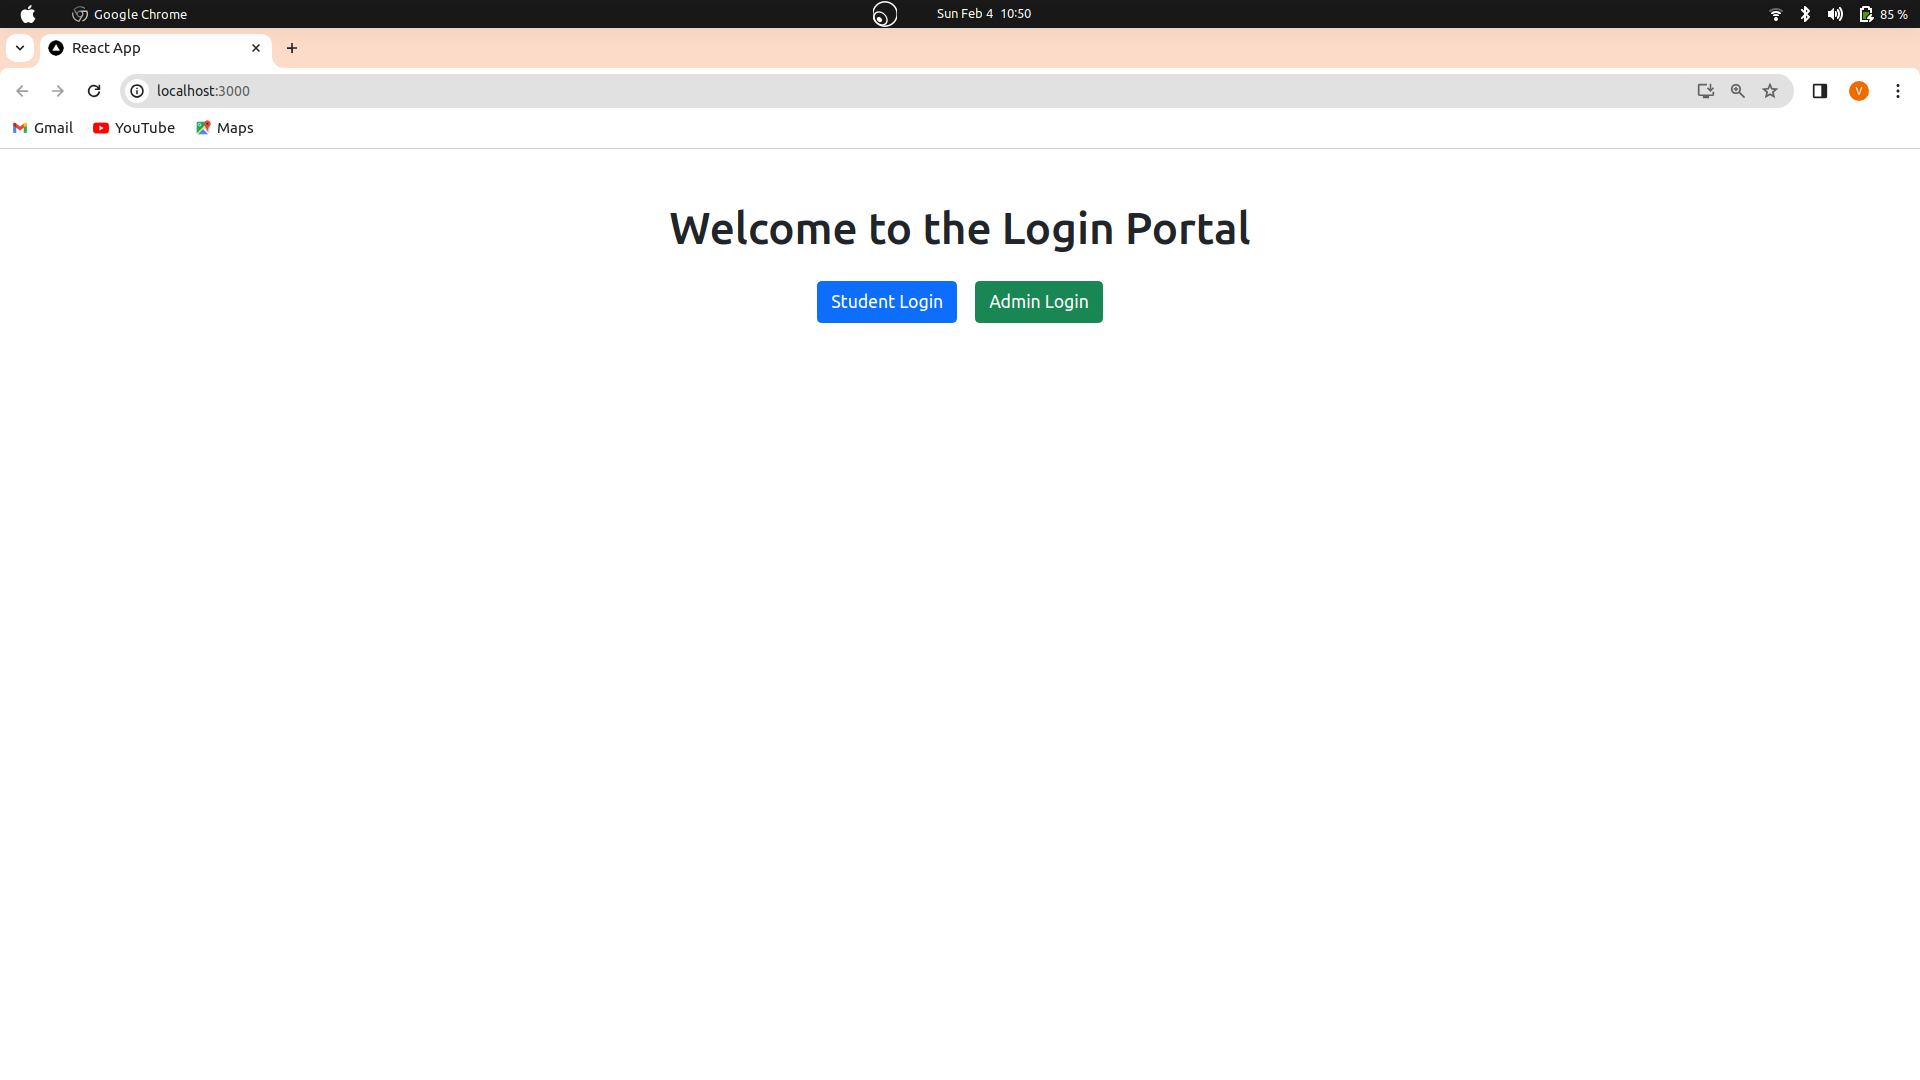 Google Chrome
Sun Feb 4 10:50
85 %
React App
localhost:3000
V
Gmail
YouTube
Maps
Welcome to the Login Portal
Student Login
Admin Login